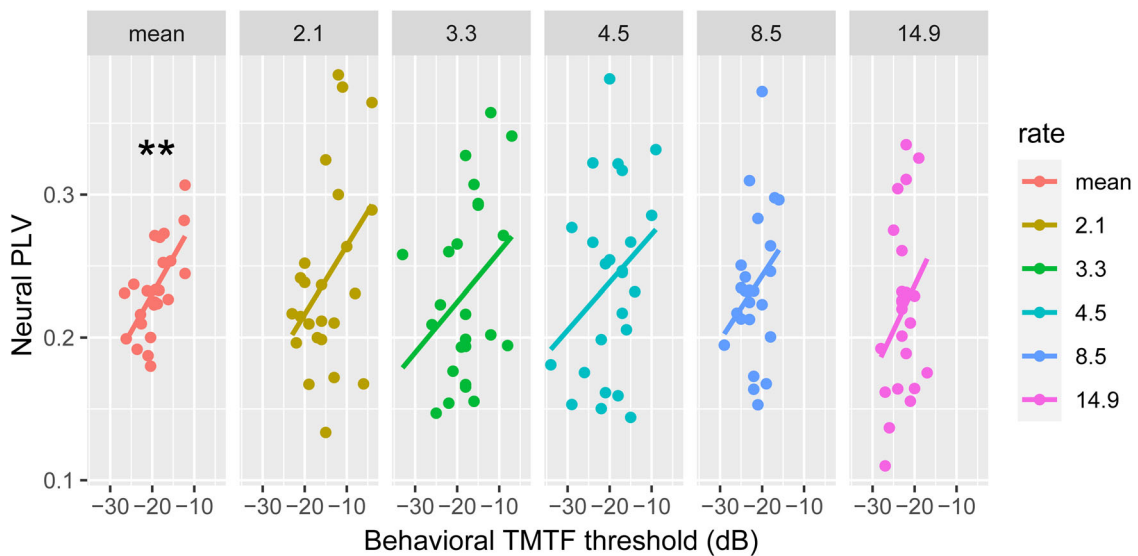 mean 2.1 3.3 4.5 8.5 14.9
**
Neural PLV
0.3
0.2
0.1
−30 −20 −10 −30 −20 −10 −30 −20 −10 −30 −20 −10 −30 −20 −10 −30 −20 −10
Behavioral TMTF threshold (dB)
rate
mean
2.1
3.3
4.5
8.5
14.9